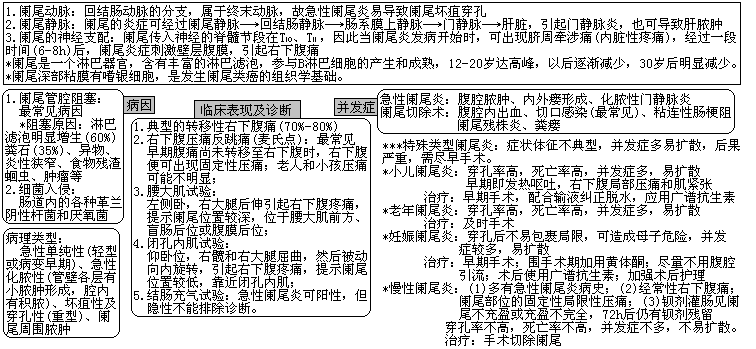 1.阑尾动脉：回结肠动脉的分支，属于终末动脉，故急性阑尾炎易导致阑尾坏疽穿孔
2.阑尾静脉：阑尾的炎症可经过阑尾静脉→回结肠静脉→肠系膜上静脉→门静脉→肝脏，引起门静脉炎，也可导致肝脓肿
3.阑尾的神经支配：阑尾传入神经的脊髓节段在T10、T11，因此当阑尾炎发病开始时，可出现脐周牵涉痛(内脏性疼痛)，经过一段
时间(6-8h)后，阑尾炎症刺激壁层腹膜，引起右下腹痛
*阑尾是一个淋巴器官，含有丰富的淋巴滤泡，参与B淋巴细胞的产生和成熟，12-20岁达高峰，以后逐渐减少，30岁后明显减少。
*阑尾深部粘膜有嗜银细胞，是发生阑尾类癌的组织学基础。
1.阑尾管腔阻塞：
最常见病因
*阻塞原因：淋巴
滤泡明显增生(60%)
粪石(35%)、异物、
炎性狭窄、食物残渣
蛔虫、肿瘤等
2.细菌入侵：
肠道内的各种革兰
阴性杆菌和厌氧菌
病理类型：
急性单纯性(轻型
或病变早期)、急性
化脓性(管壁各层有
小脓肿形成，腔内
有积脓)、坏疽性及
穿孔性(重型)、阑
尾周围脓肿
病因
临床表现及诊断
并发症
1.典型的转移性右下腹痛(70%-80%)
2.右下腹压痛反跳痛(麦氏点)：最常见
早期腹痛尚未转移至右下腹时，右下腹
便可出现固定性压痛；老人和小孩压痛
可能不明显；
3.腰大肌试验：
左侧卧，右大腿后伸引起右下腹疼痛，
提示阑尾位置较深，位于腰大肌前方、
盲肠后位或腹膜后位；
4.闭孔内肌试验：
仰卧位，右髋和右大腿屈曲，然后被动
向内旋转，引起右下腹疼痛，提示阑尾
位置较低，靠近闭孔内肌；
5.结肠充气试验：急性阑尾炎可阳性，但
隐性不能排除诊断。
急性阑尾炎：腹腔脓肿、内外瘘形成、化脓性门静脉炎
阑尾切除术：腹腔内出血、切口感染(最常见)、粘连性肠梗阻
阑尾残株炎、粪瘘
***特殊类型阑尾炎：症状体征不典型，并发症多易扩散，后果
严重，需尽早手术。
*小儿阑尾炎：穿孔率高，死亡率高，并发症多，易扩散
早期即发热呕吐，右下腹局部压痛和肌紧张
治疗：早期手术，配合输液纠正脱水，应用广谱抗生素
*老年阑尾炎：穿孔率高，死亡率高，并发症多，易扩散
治疗：及时手术
*妊娠阑尾炎：穿孔后不易包裹局限，可造成母子危险，并发
症较多，易扩散
治疗：早期手术；围手术期加用黄体酮；尽量不用腹腔
引流；术后使用广谱抗生素；加强术后护理
*慢性阑尾炎：(1)多有急性阑尾炎病史；(2)经常性右下腹痛；
阑尾部位的固定性局限性压痛；(3)钡剂灌肠见阑
尾不充盈或充盈不完全，72h后仍有钡剂残留
穿孔率不高，死亡率不高，并发症不多，不易扩散。
治疗：手术切除阑尾